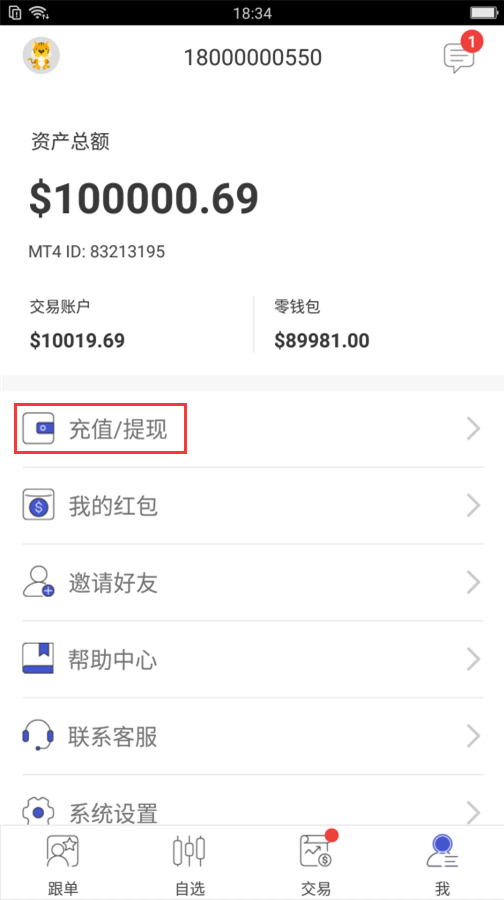 18:34
18000000550
1
资产总额
$100000.69
MT4 ID: 83213195
交易账户
零钱包
$10019.69
$89981.00
充值/提现
我的红包
邀请好友
帮助中心
联系客服
系统设置
跟单
自选
交易
我